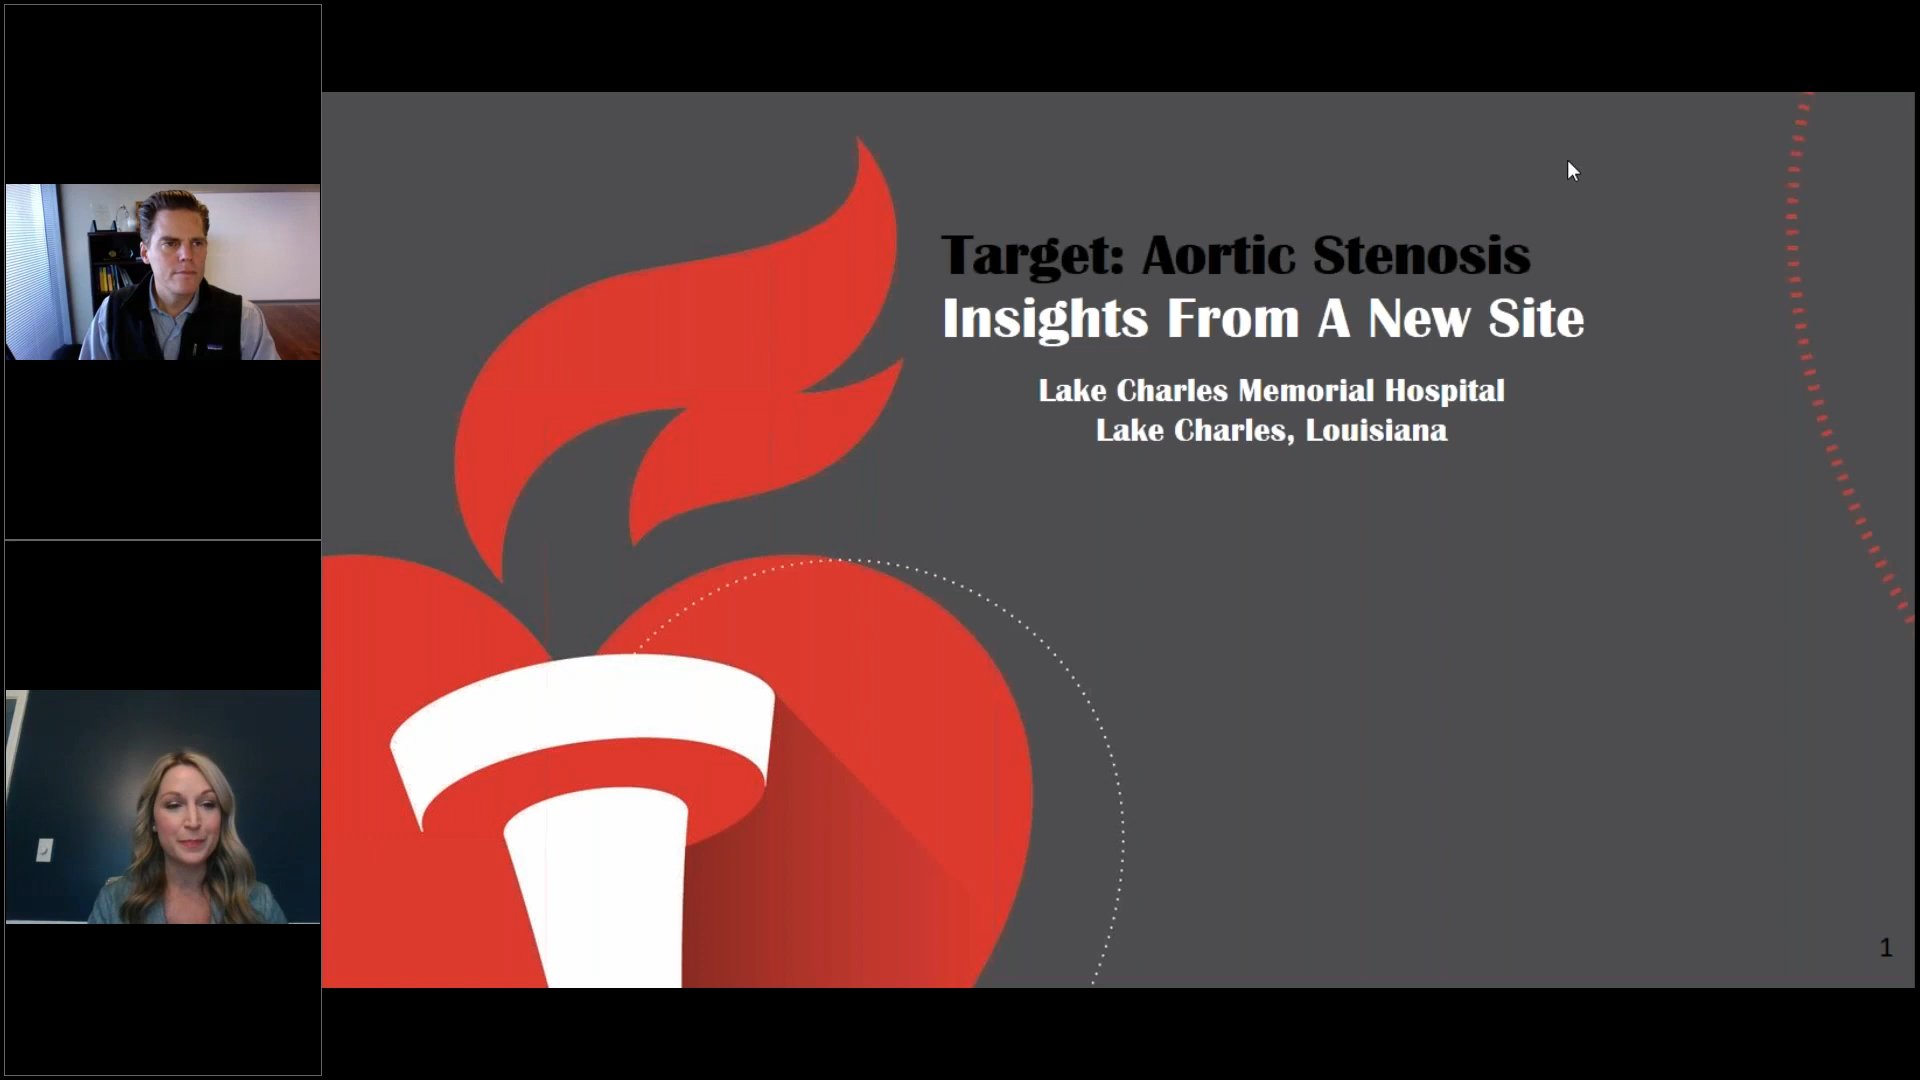 Target: Aortic Stenosis
Insights From A New Site
Lake Charles Memorial Hospital
Lake Charles, Louisiana
1